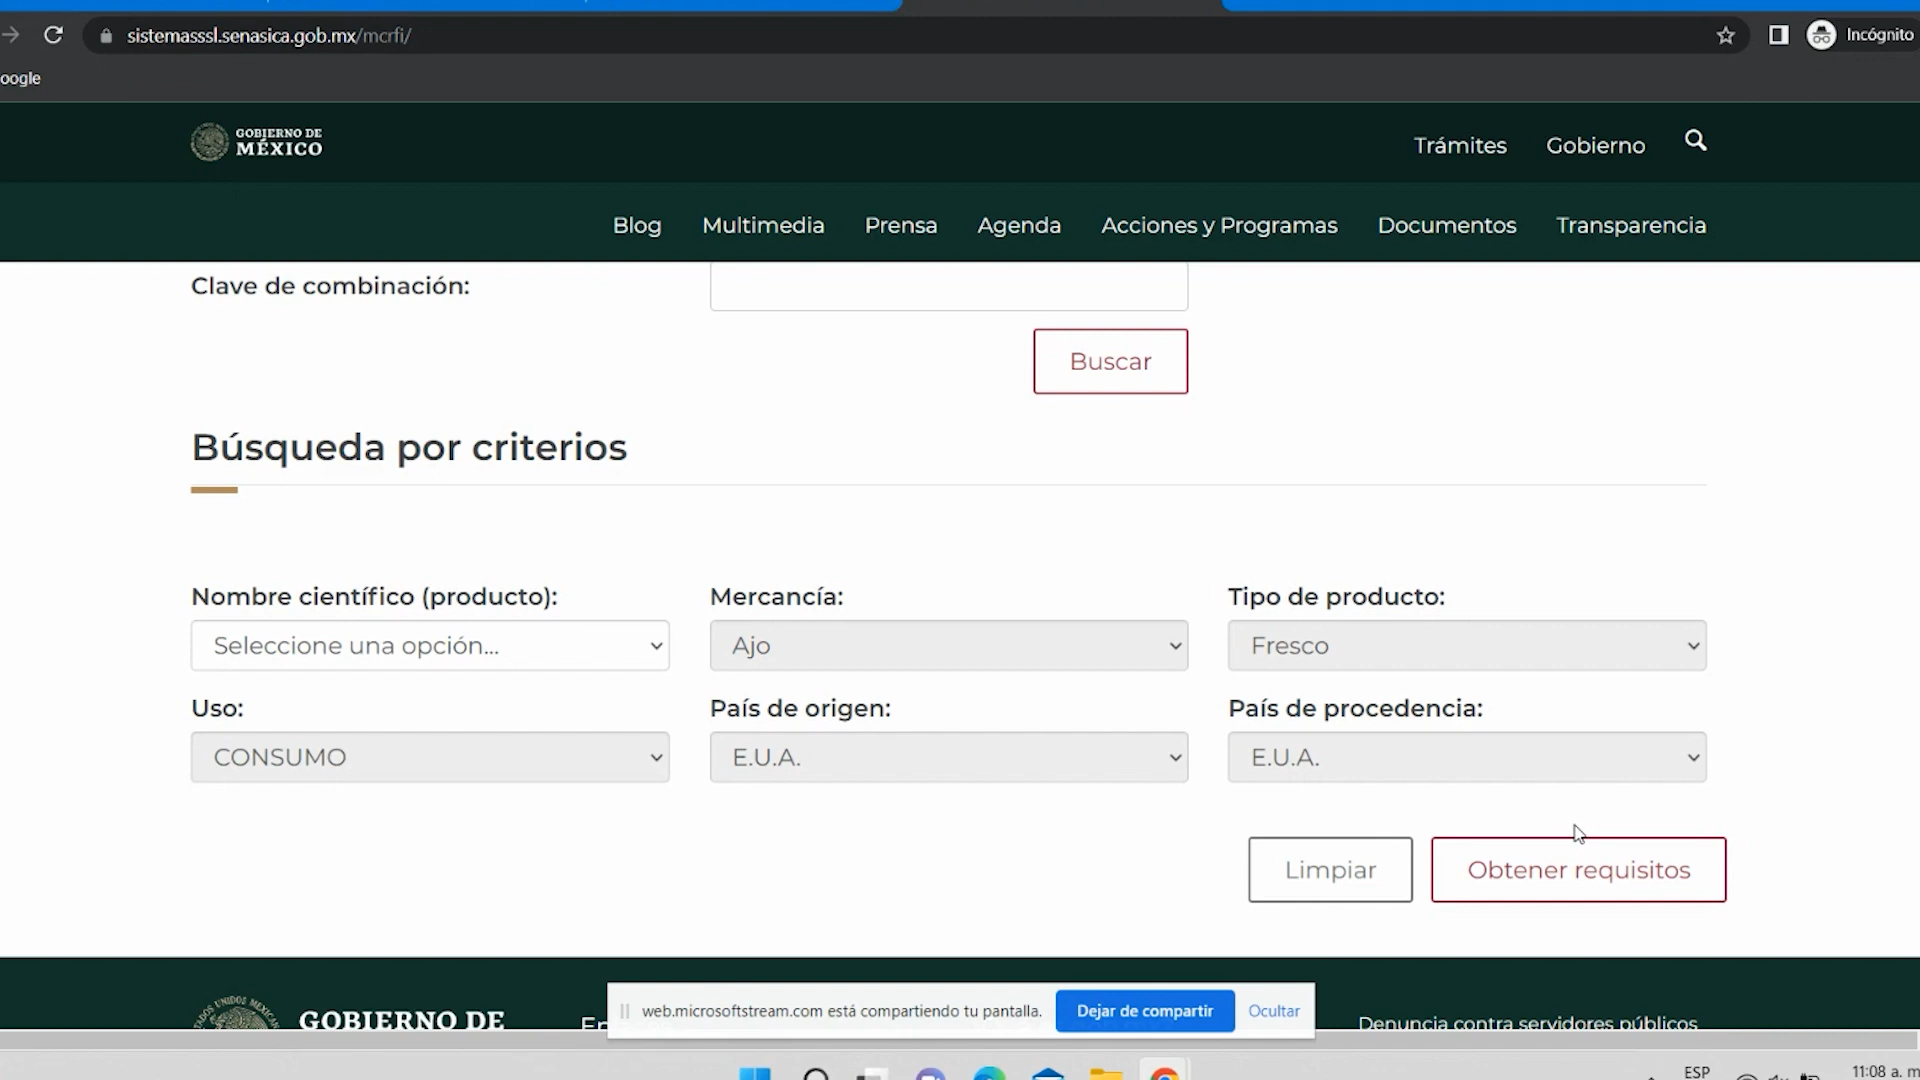 sistemasssl.senasica.gob.mx/mcrfi/
Incógnito
oogle
GOBIERNO DE
MÉXICO
Trámites
Gobierno
Blog
Multimedia
Prensa
Agenda
Acciones y Programas
Documentos
Transparencia
Clave de combinación:
Buscar
Búsqueda por criterios
Nombre científico (producto):
Mercancía:
Tipo de producto:
Seleccione una opción...
Ajo
Fresco
Uso:
País de origen:
País de procedencia:
CONSUMO
E.U.A.
E.U.A.
Limpiar
Obtener requisitos
UNIDOS MEXICAN
GOBIERNO DE
web.microsoftstream.com está compartiendo tu pantalla.
Dejar de compartir
Ocultar
Denuncia contra servidores públicos
ESP
11:08 a. m